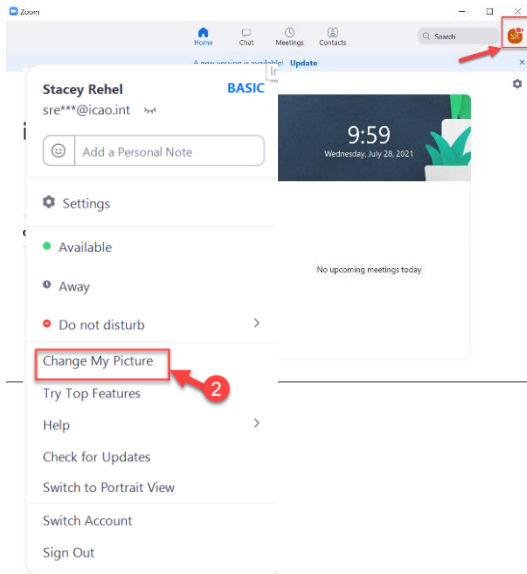 Zoom
Home
Chat
Meetings
Contacts
Search
SR
A new version is available! Update
Stacey Rehel
BASIC
sre***@icao.int
Add a Personal Note
Settings
Available
Away
Do not disturb
Change My Picture
2
Try Top Features
Help
Check for Updates
Switch to Portrait View
Switch Account
Sign Out
9:59
Wednesday, July 28, 2021
No upcoming meetings today